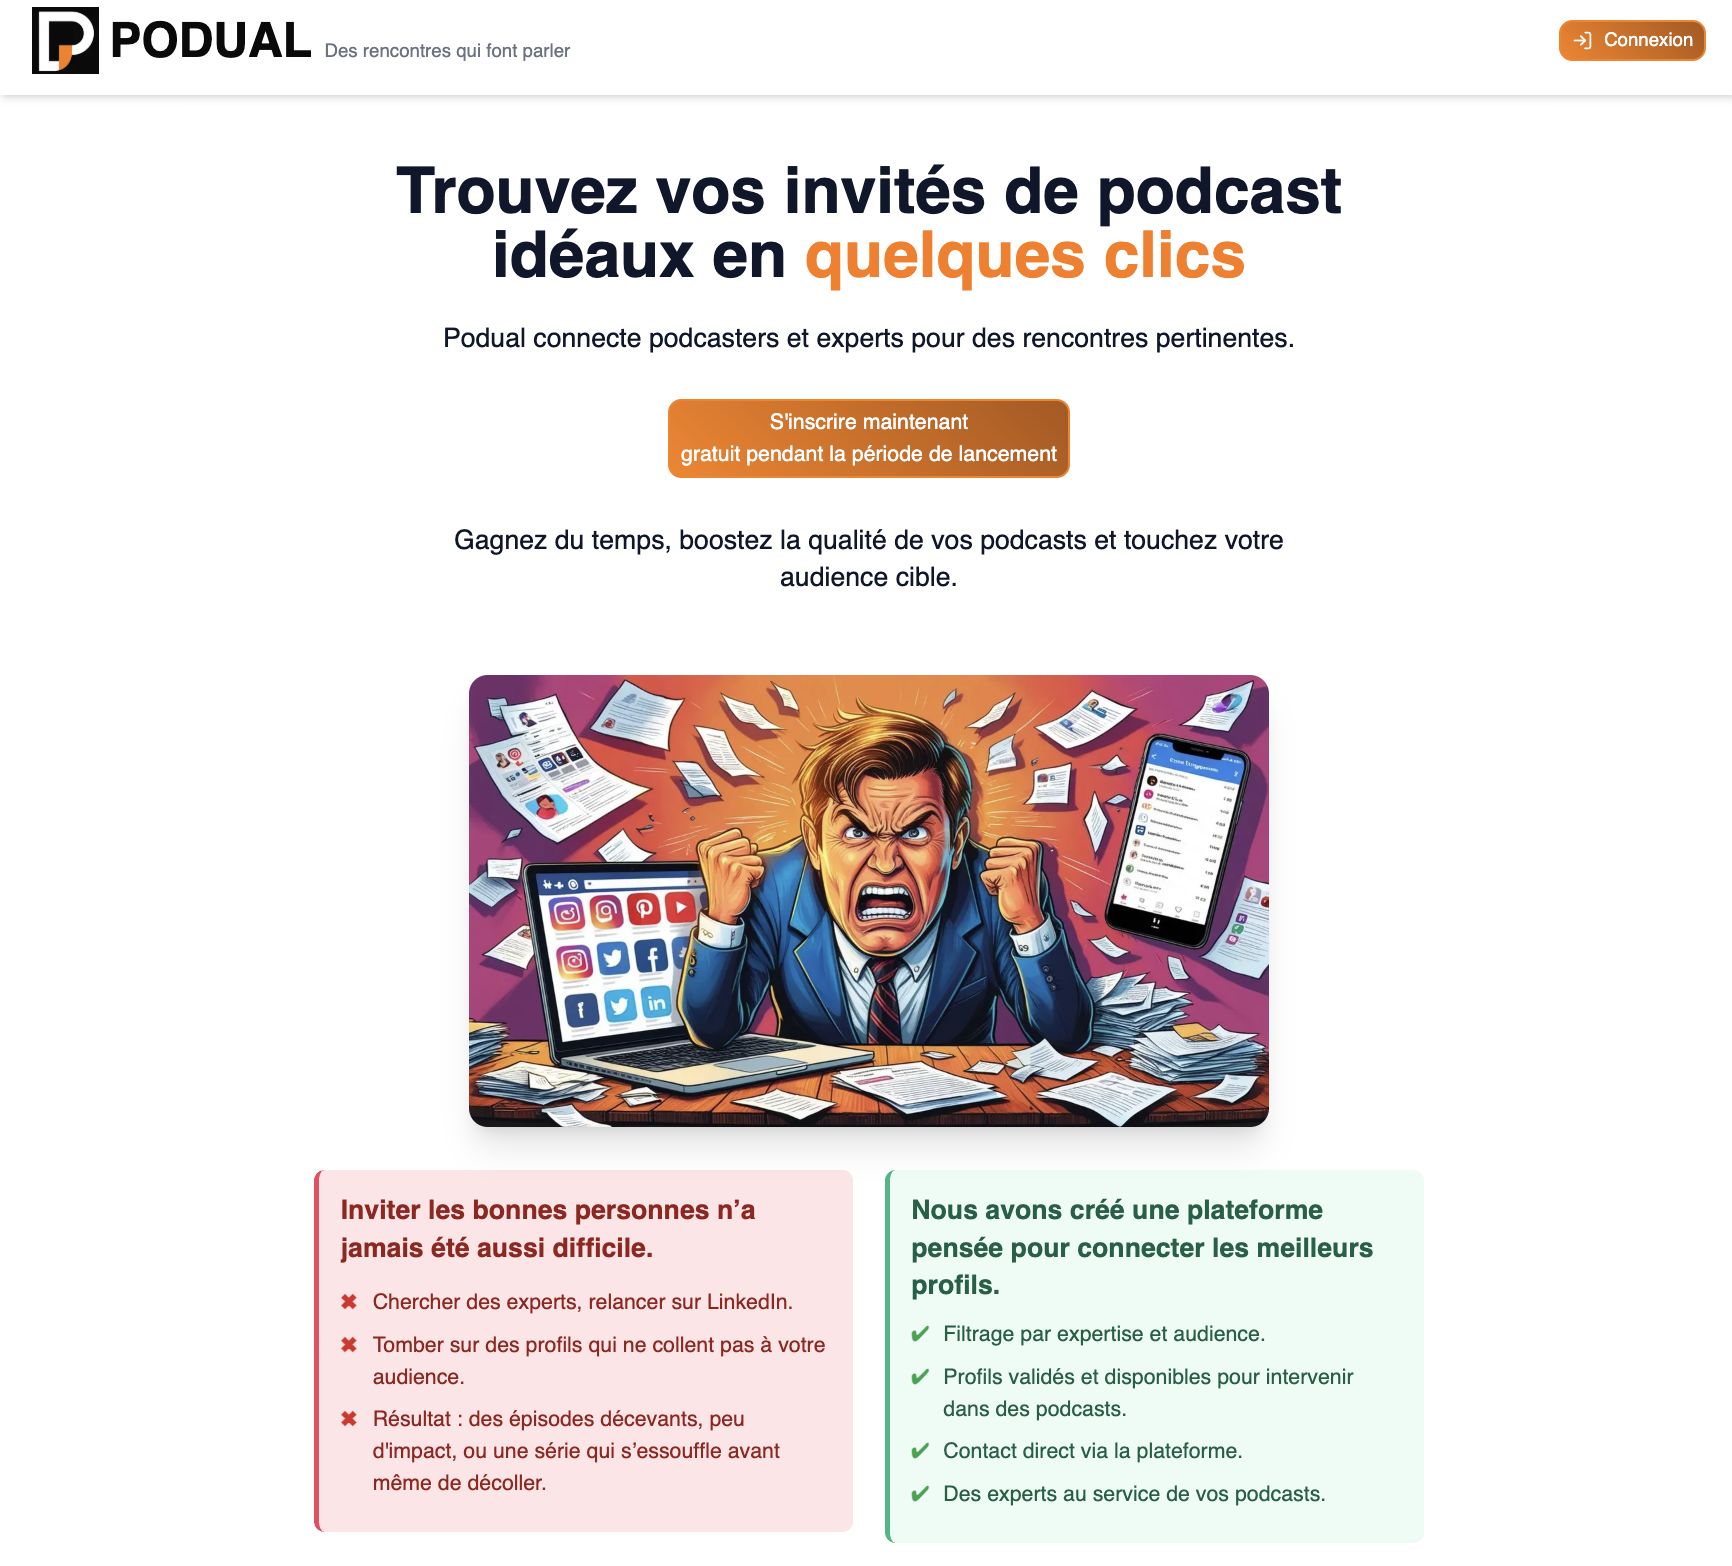 PODUAL Des rencontres qui font parler
Connexion
Trouvez vos invités de podcast
idéaux en quelques clics
Podual connecte podcasters et experts pour des rencontres pertinentes.
S'inscrire maintenant
gratuit pendant la période de lancement
Gagnez du temps, boostez la qualité de vos podcasts et touchez votre
audience cible.
Inviter les bonnes personnes n’a
jamais été aussi difficile.
✖ Chercher des experts, relancer sur LinkedIn.
✖ Tomber sur des profils qui ne collent pas à votre
audience.
✖ Résultat : des épisodes décevants, peu
d'impact, ou une série qui s’essouffle avant
même de décoller.
Nous avons créé une plateforme
pensée pour connecter les meilleurs
profils.
✔ Filtrage par expertise et audience.
✔ Profils validés et disponibles pour intervenir
dans des podcasts.
✔ Contact direct via la plateforme.
✔ Des experts au service de vos podcasts.